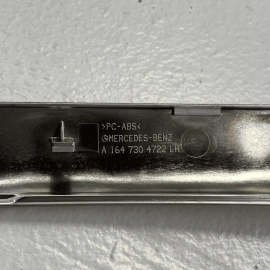 >PC-ABS<
MERCEDES-BENZ
A 164 730 4722 LH